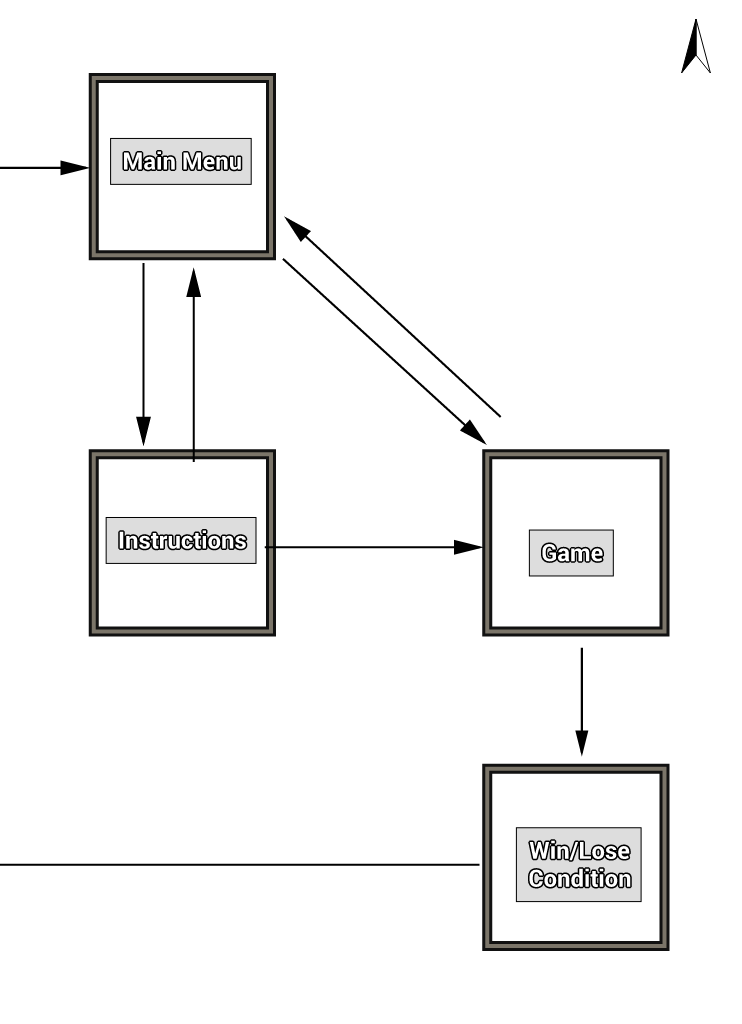 Main Menu
Instructions
Game
Win/Lose
Condition